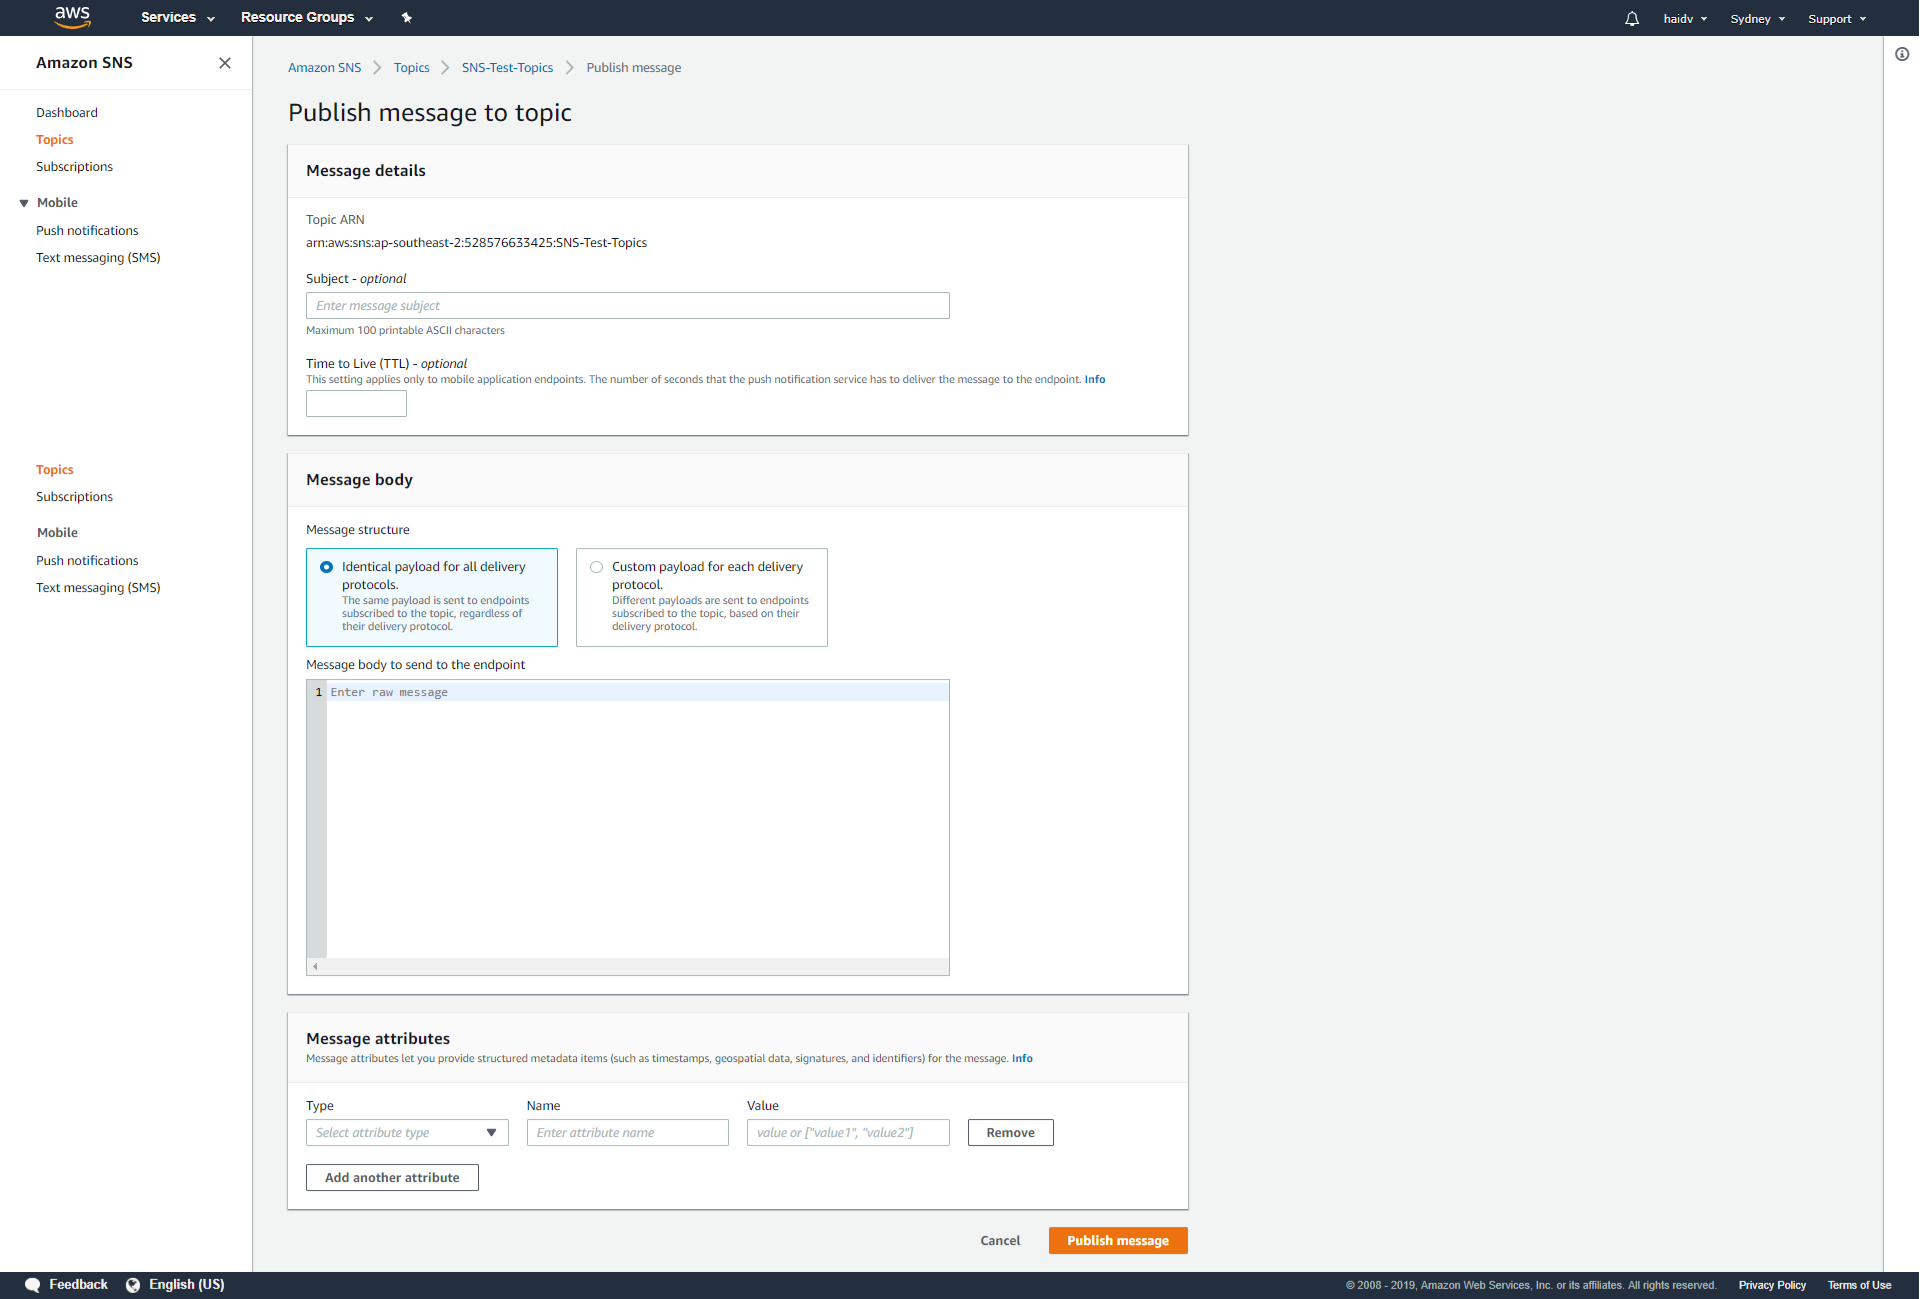 aws
Services
Resource Groups
haidv
Sydney
Support
Amazon SNS
Dashboard
Topics
Subscriptions
Mobile
Push notifications
Text messaging (SMS)
Topics
Subscriptions
Mobile
Push notifications
Text messaging (SMS)
Amazon SNS
Topics
SNS-Test-Topics
Publish message
Publish message to topic
Message details
Topic ARN
arn:aws:sns:ap-southeast-2:528576633425:SNS-Test-Topics
Subject - optional
Enter message subject
Maximum 100 printable ASCII characters
Time to Live (TTL) - optional
This setting applies only to mobile application endpoints. The number of seconds that the push notification service has to deliver the message to the endpoint. Info
Message body
Message structure
Identical payload for all delivery
protocols.
The same payload is sent to endpoints
subscribed to the topic, regardless of
their delivery protocol.
Custom payload for each delivery
protocol.
Different payloads are sent to endpoints
subscribed to the topic, based on their
delivery protocol.
Message body to send to the endpoint
1 Enter raw message
Message attributes
Message attributes let you provide structured metadata items (such as timestamps, geospatial data, signatures, and identifiers) for the message. Info
Type
Name
Value
Select attribute type
Enter attribute name
value or ["value1", "value2"]
Remove
Add another attribute
Cancel
Publish message
Feedback
English (US)
© 2008 - 2019, Amazon Web Services, Inc. or its affiliates. All rights reserved.
Privacy Policy
Terms of Use